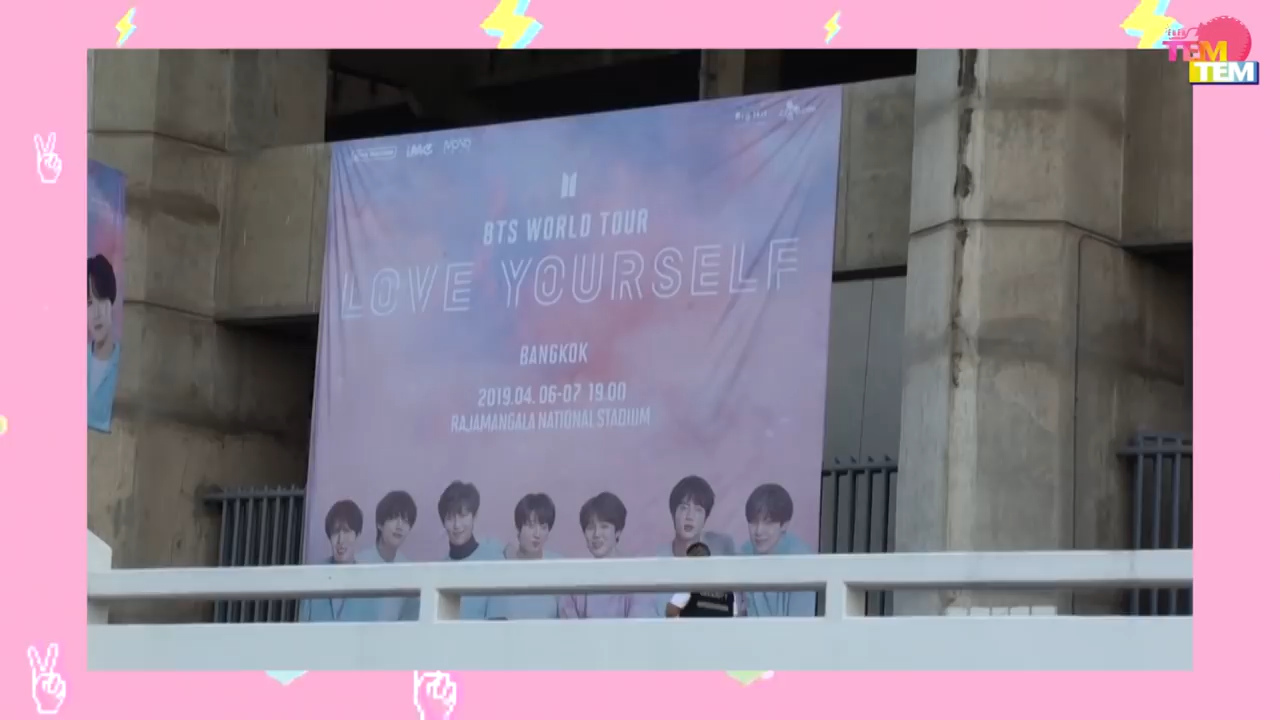 TEM
TEM
BTS WORLD TOUR
LOVE YOURSELF
BANGKOK
2019.04. 06-07 19.00
RAJAMANGALA NATIONAL STADIUM